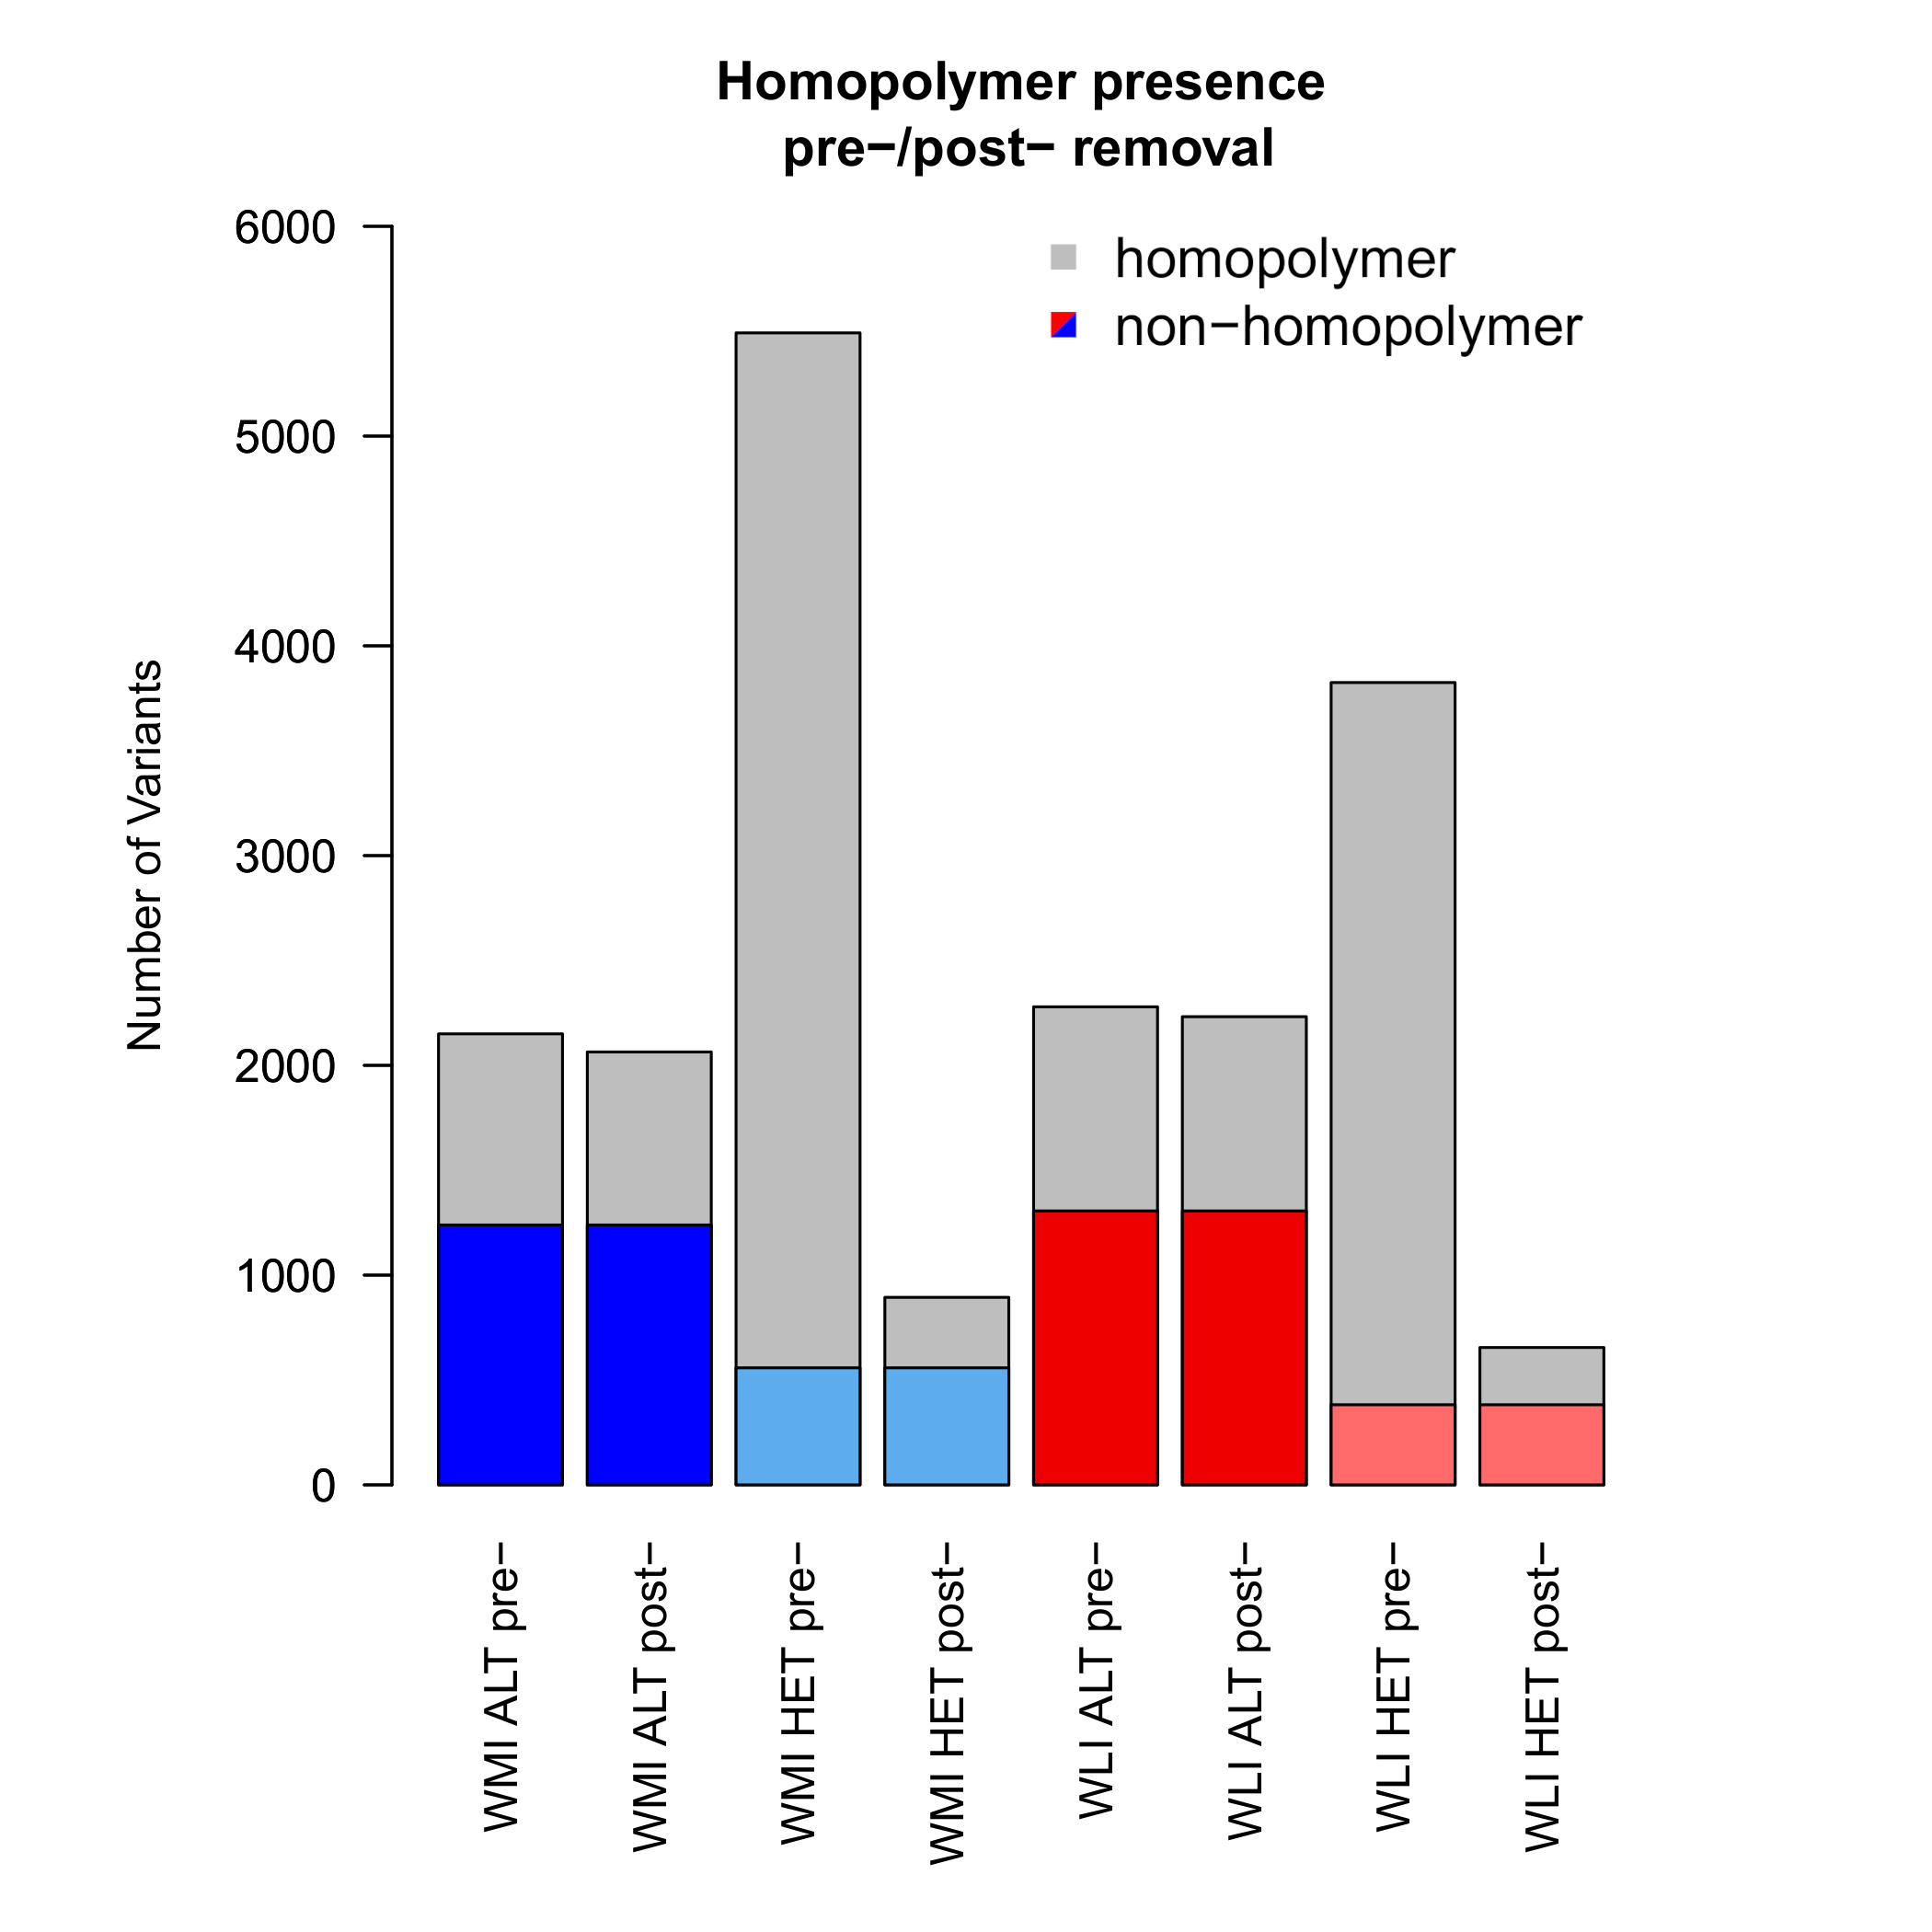 Homopolymer presence
pre−/post− removal
homopolymer
non−homopolymer
Number of Variants
6000
5000
4000
3000
2000
1000
0
WMI ALT pre−
WMI ALT post−
WMI HET pre−
WMI HET post−
WLI ALT pre−
WLI ALT post−
WLI HET pre−
WLI HET post−